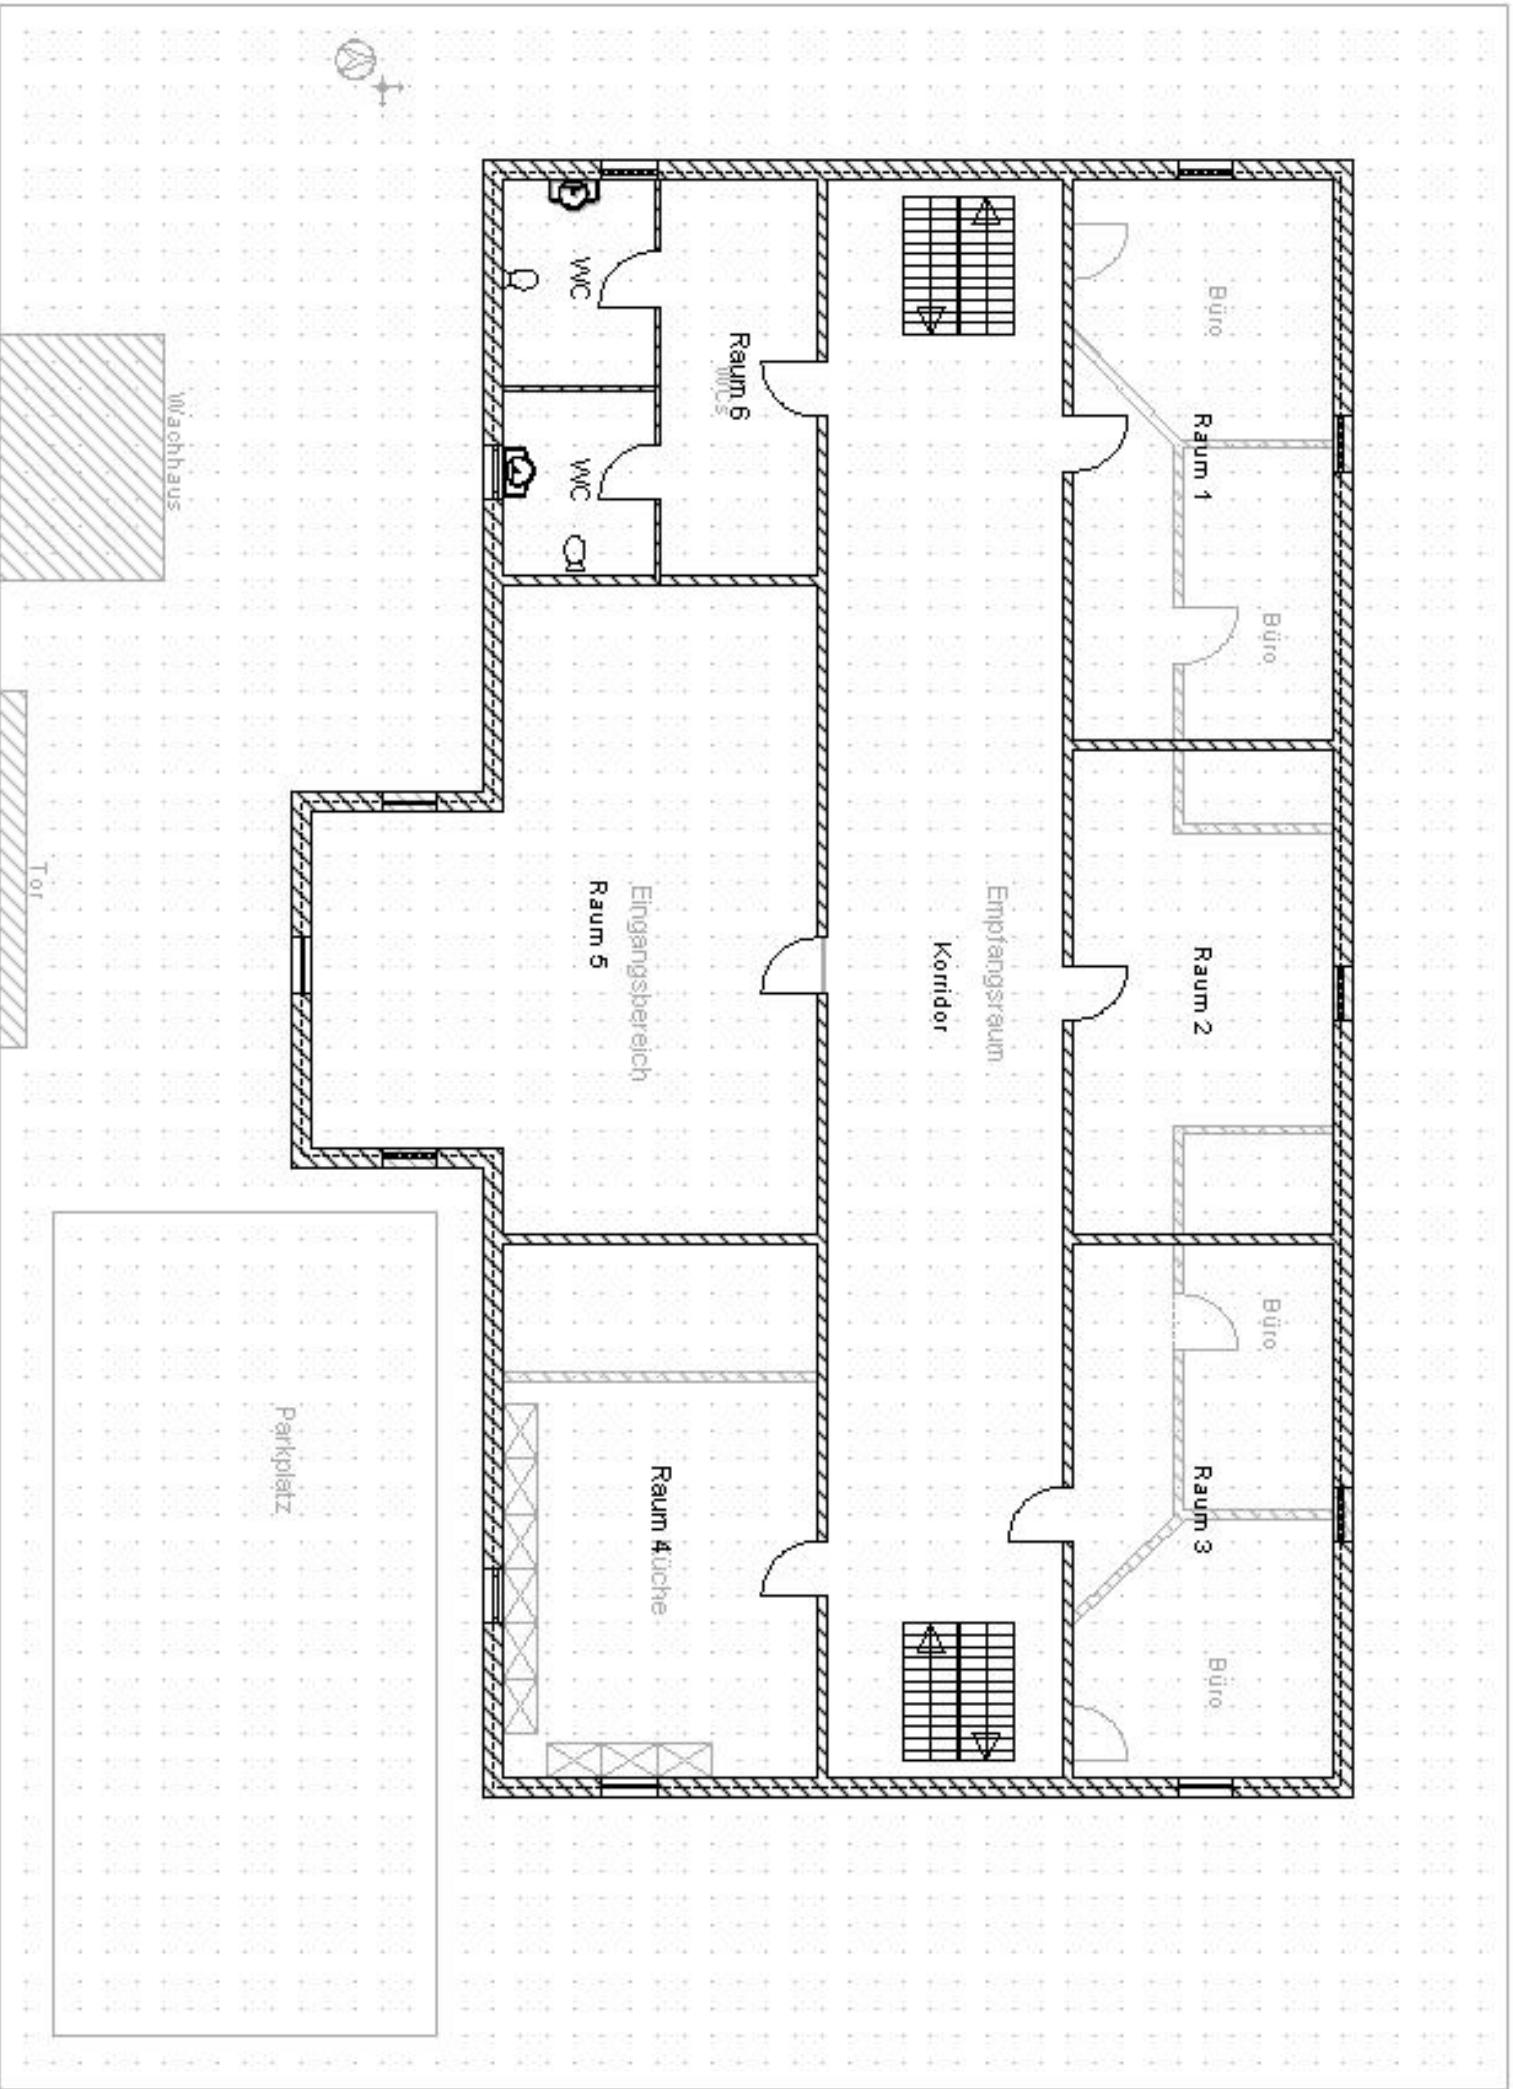 Büro
Raum 1
Büro
Raum 2
Büro
Raum 3
Büro
Empfangsraum
Korridor
Raum 6
WCs
WC
WC
Eingangsbereich
Raum 5
Raum 4
Küche
Wachhaus
Tor
Parkplatz